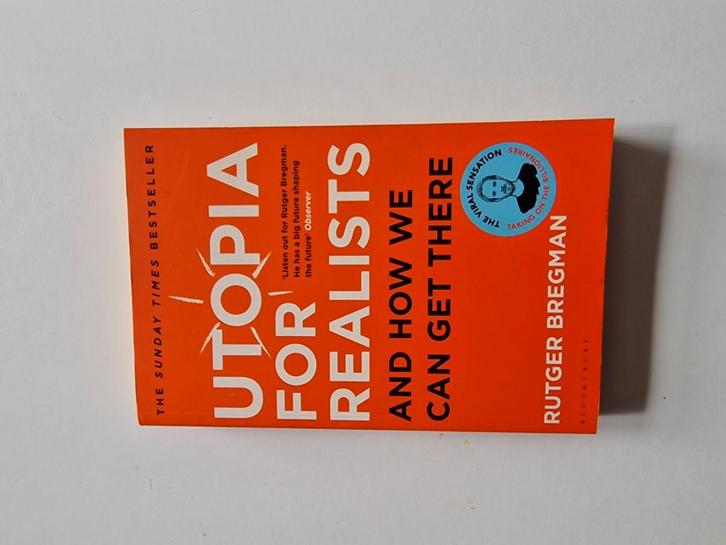 THE SUNDAY TIMES BESTSELLER
UTOPIA
FOR
'Listen out for Rutger Bregman.
He has a big future shaping
the future' Observer
REALISTS
AND HOW WE
CAN GET THERE
THE VIRAL SENSATION
TAKING ON THE BILLIONAIRES
RUTGER BREGMAN
BLOOMSBURY